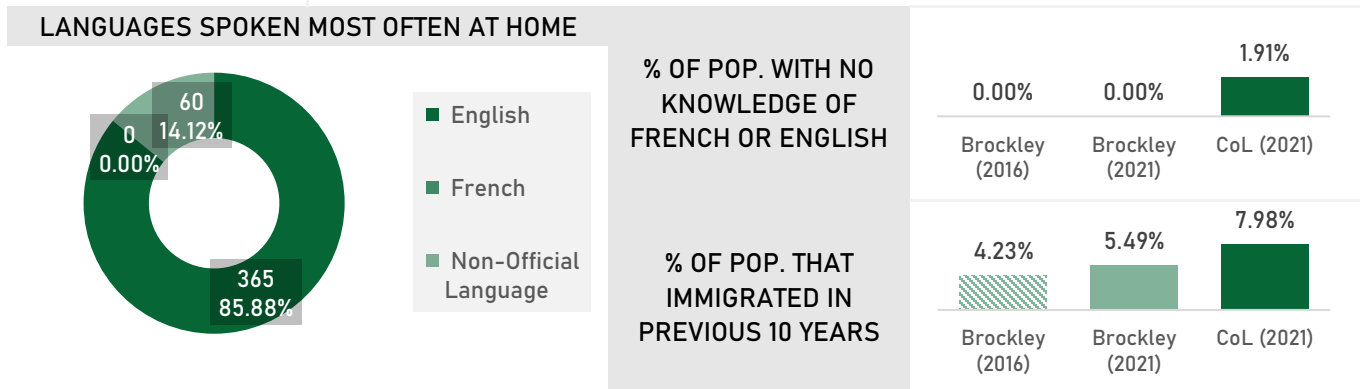 LANGUAGES SPOKEN MOST OFTEN AT HOME
60
14.12%
0
0.00%
365
85.88%
English
French
Non-Official
Language
% OF POP. WITH NO
KNOWLEDGE OF
FRENCH OR ENGLISH
0.00%
0.00%
1.91%
Brockley
(2016)
Brockley
(2021)
CoL (2021)
% OF POP. THAT
IMMIGRATED IN
PREVIOUS 10 YEARS
4.23%
5.49%
7.98%
Brockley
(2016)
Brockley
(2021)
CoL (2021)